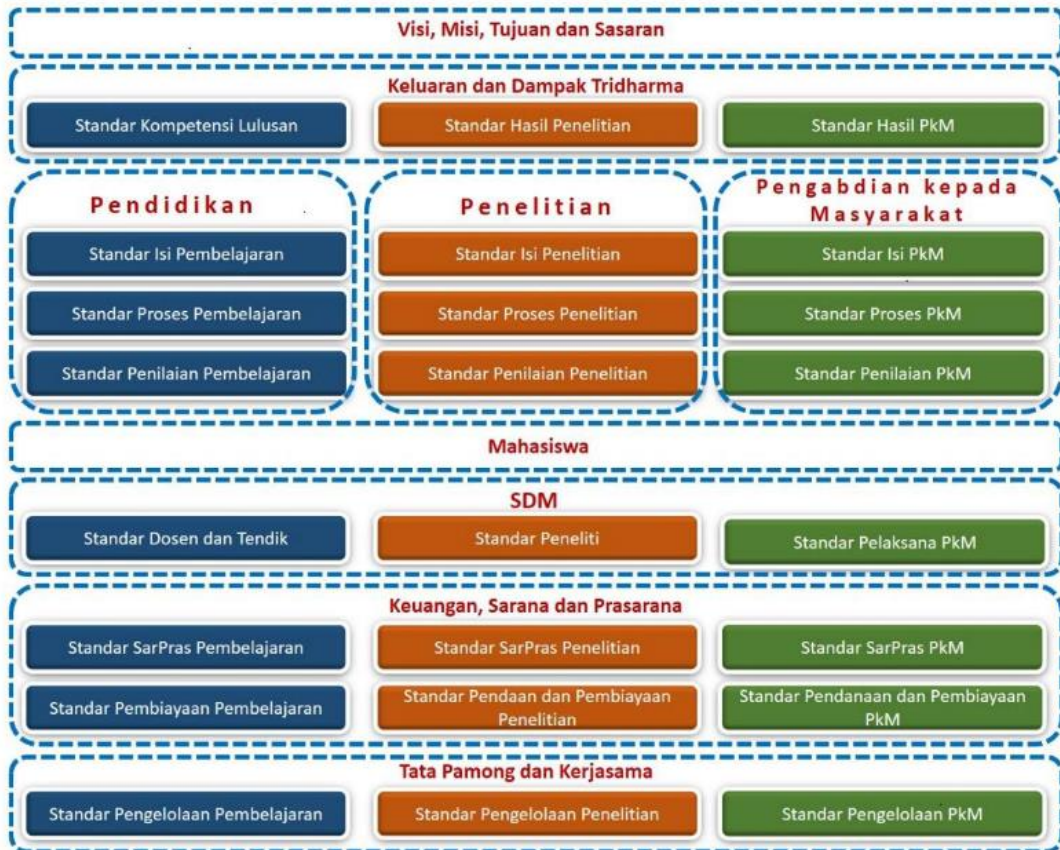 Visi, Misi, Tujuan dan Sasaran
Keluaran dan Dampak Tridharma
Standar Kompetensi Lulusan
Standar Hasil Penelitian
Standar Hasil PkM
Pendidikan
Penelitian
Pengabdian kepada
Masyarakat
Standar Isi Pembelajaran
Standar Isi Penelitian
Standar Isi PkM
Standar Proses Pembelajaran
Standar Proses Penelitian
Standar Proses PkM
Standar Penilaian Pembelajaran
Standar Penilaian Penelitian
Standar Penilaian PkM
Mahasiswa
SDM
Standar Dosen dan Tendik
Standar Peneliti
Standar Pelaksana PkM
Keuangan, Sarana dan Prasarana
Standar SarPras Pembelajaran
Standar SarPras Penelitian
Standar SarPras PkM
Standar Pembiayaan Pembelajaran
Standar Pendaan dan Pembiayaan
Penelitian
Standar Pendanaan dan Pembiayaan
PkM
Tata Pamong dan Kerjasama
Standar Pengelolaan Pembelajaran
Standar Pengelolaan Penelitian
Standar Pengelolaan PkM